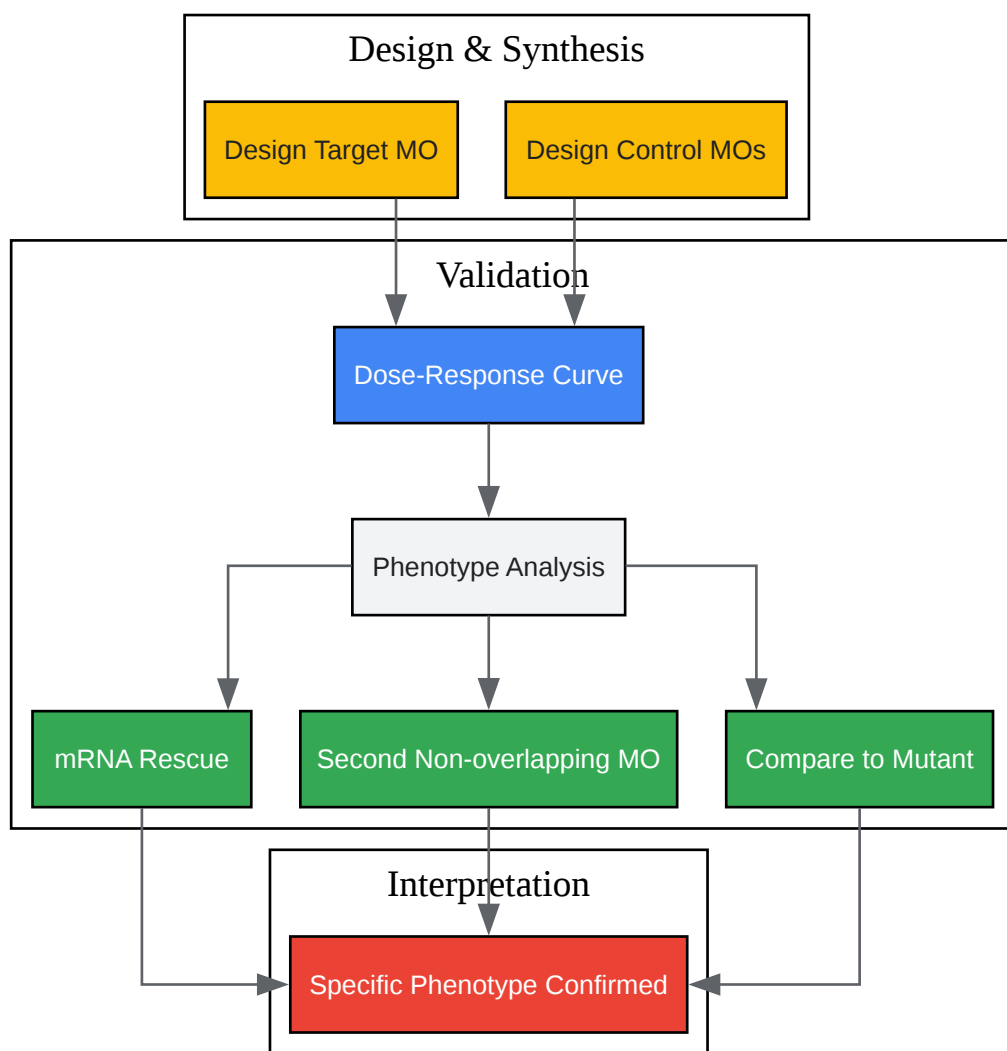 Design & Synthesis
Design Target MO
Design Control MOs
Validation
Dose-Response Curve
Phenotype Analysis
mRNA Rescue
Second Non-overlapping MO
Compare to Mutant
Interpretation
Specific Phenotype Confirmed